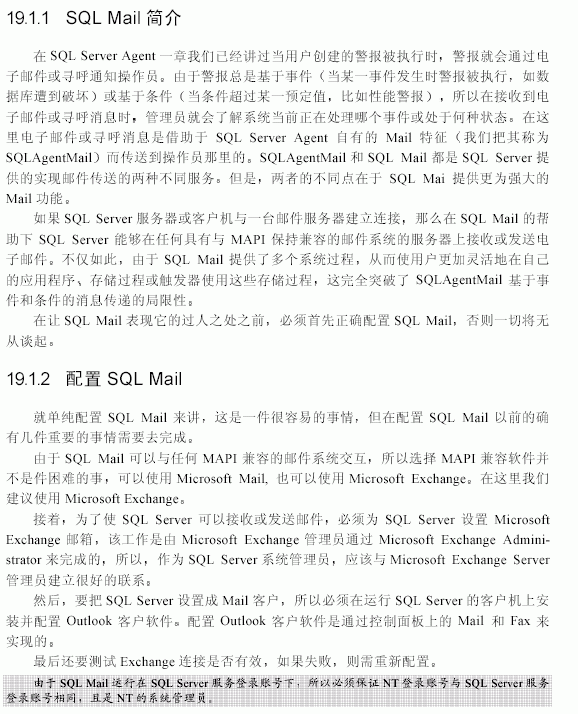 19.1.1 SQL Mail 简介
在 SQL Server Agent 一章我们已经讲过当用户创建的警报被执行时，警报就会通过电
子邮件或寻呼通知操作员。由于警报总是基于事件（当某一事件发生时警报被执行，如数
据库遭到破坏）或基于条件（当条件超过某一预定值，比如性能警报），所以在接收到电
子邮件或寻呼消息时，管理员就会了解系统当前正在处理哪个事件或处于何种状态。在这
里电子邮件或寻呼消息是借助于 SQL Server Agent 自有的 Mail 特征（我们把其称为
SQLAgentMail）而传送到操作员那里的。SQLAgentMail 和 SQL Mail 都是 SQL Server 提
供的实现邮件传送的两种不同服务。但是，两者的不同点在于 SQL Mai 提供更为强大的
Mail 功能。
如果 SQL Server 服务器或客户机与一台邮件服务器建立连接，那么在 SQL Mail 的帮
助下 SQL Server 能够在任何具有与 MAPI 保持兼容的邮件系统的服务器上接收或发送电
子邮件。不仅如此，由于 SQL Mail 提供了多个系统过程，从而使用户更加灵活地在自己
的应用程序、存储过程或触发器使用这些存储过程，这完全突破了 SQLAgentMail 基于事
件和条件的消息传递的局限性。
在让 SQL Mail 表现它的过人之处之前，必须首先正确配置 SQL Mail，否则一切将无
从谈起。
19.1.2 配置 SQL Mail
就单纯配置 SQL Mail 来讲，这是一件很容易的事情，但在配置 SQL Mail 以前的确
有几件重要的事情需要去完成。
由于 SQL Mail 可以与任何 MAPI 兼容的邮件系统交互，所以选择 MAPI 兼容软件并
不是件困难的事，可以使用 Microsoft Mail, 也可以使用 Microsoft Exchange。在这里我们
建议使用 Microsoft Exchange。
接着，为了使 SQL Server 可以接收或发送邮件，必须为 SQL Server 设置 Microsoft
Exchange 邮箱，该工作是由 Microsoft Exchange 管理员通过 Microsoft Exchange Admini-
strator 来完成的，所以，作为 SQL Server 系统管理员，应该与 Microsoft Exchange Server
管理员建立很好的联系。
然后，要把 SQL Server 设置成 Mail 客户，所以必须在运行 SQL Server 的客户机上安
装并配置 Outlook 客户软件。配置 Outlook 客户软件是通过控制面板上的 Mail 和 Fax 来
实现的。
最后还要测试 Exchange 连接是否有效，如果失败，则需重新配置。
由于 SQL Mail 运行在 SQL Server 服务登录账号下，所以必须保证 NT 登录账号与 SQL Server 服务
登录账号相同，且是 NT 的系统管理员。